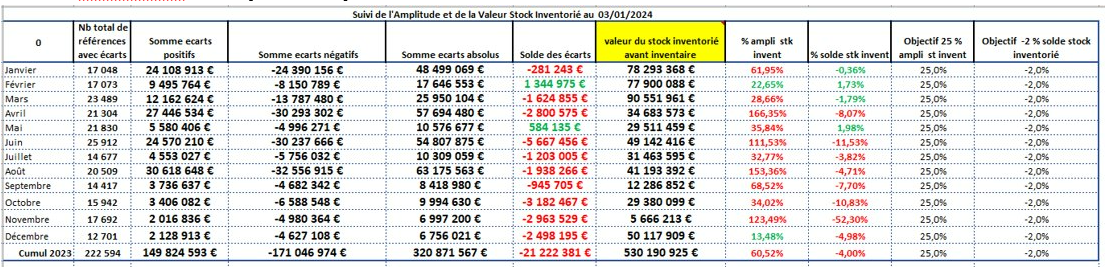 Suivi de l'Amplitude et de la Valeur Stock Inventorié au 03/01/2024
0 | Nb total de références avec écarts | Somme ecarts positifs | Somme ecarts négatifs | Somme ecarts absolus | Solde des écarts | valeur du stock inventorié avant inventaire | % ampli stk invent | % solde stk invent | Objectif 25 % ampli st invent | Objectif -2 % solde stock inventorié
Janvier 17 048 24 108 913 € -24 390 156 € 48 499 069 € -281 243 € 78 293 368 € 61,95% -0,36% 25,0% -2,0%
Février 17 073 9 495 764 € -8 150 789 € 17 646 553 € 1 344 975 € 77 900 088 € 22,65% 1,73% 25,0% -2,0%
Mars 23 489 12 162 624 € -13 787 480 € 25 950 104 € -1 624 855 € 90 551 961 € 28,66% -1,79% 25,0% -2,0%
Avril 21 304 27 446 534 € -30 293 302 € 57 694 480 € -2 800 575 € 34 683 573 € 166,35% -8,07% 25,0% -2,0%
Mai 21 830 5 580 406 € -4 996 271 € 10 576 677 € 584 135 € 29 511 459 € 35,84% 1,98% 25,0% -2,0%
Juin 25 912 24 570 210 € -30 237 666 € 54 807 875 € -5 667 456 € 49 142 416 € 111,53% -11,53% 25,0% -2,0%
Juillet 14 677 4 553 027 € -5 756 032 € 10 309 059 € -1 203 005 € 31 463 595 € 32,77% -3,82% 25,0% -2,0%
Août 20 509 30 618 648 € -32 556 915 € 63 175 563 € -1 938 266 € 41 193 392 € 153,36% -4,71% 25,0% -2,0%
Septembre 14 417 3 736 637 € -4 682 342 € 8 418 980 € -945 705 € 12 286 852 € 68,52% -7,70% 25,0% -2,0%
Octobre 15 942 3 406 082 € -6 588 548 € 9 994 630 € -3 182 467 € 29 380 099 € 34,02% -10,83% 25,0% -2,0%
Novembre 17 692 2 016 836 € -4 980 364 € 6 997 200 € -2 963 529 € 5 666 213 € 123,49% -52,30% 25,0% -2,0%
Décembre 12 701 2 128 913 € -4 627 108 € 6 756 021 € -2 498 195 € 50 117 909 € 13,48% -4,98% 25,0% -2,0%
Cumul 2023 222 594 149 824 593 € -171 046 974 € 320 871 567 € -21 222 381 € 530 190 925 € 60,52% -4,00% 25,0% -2,0%